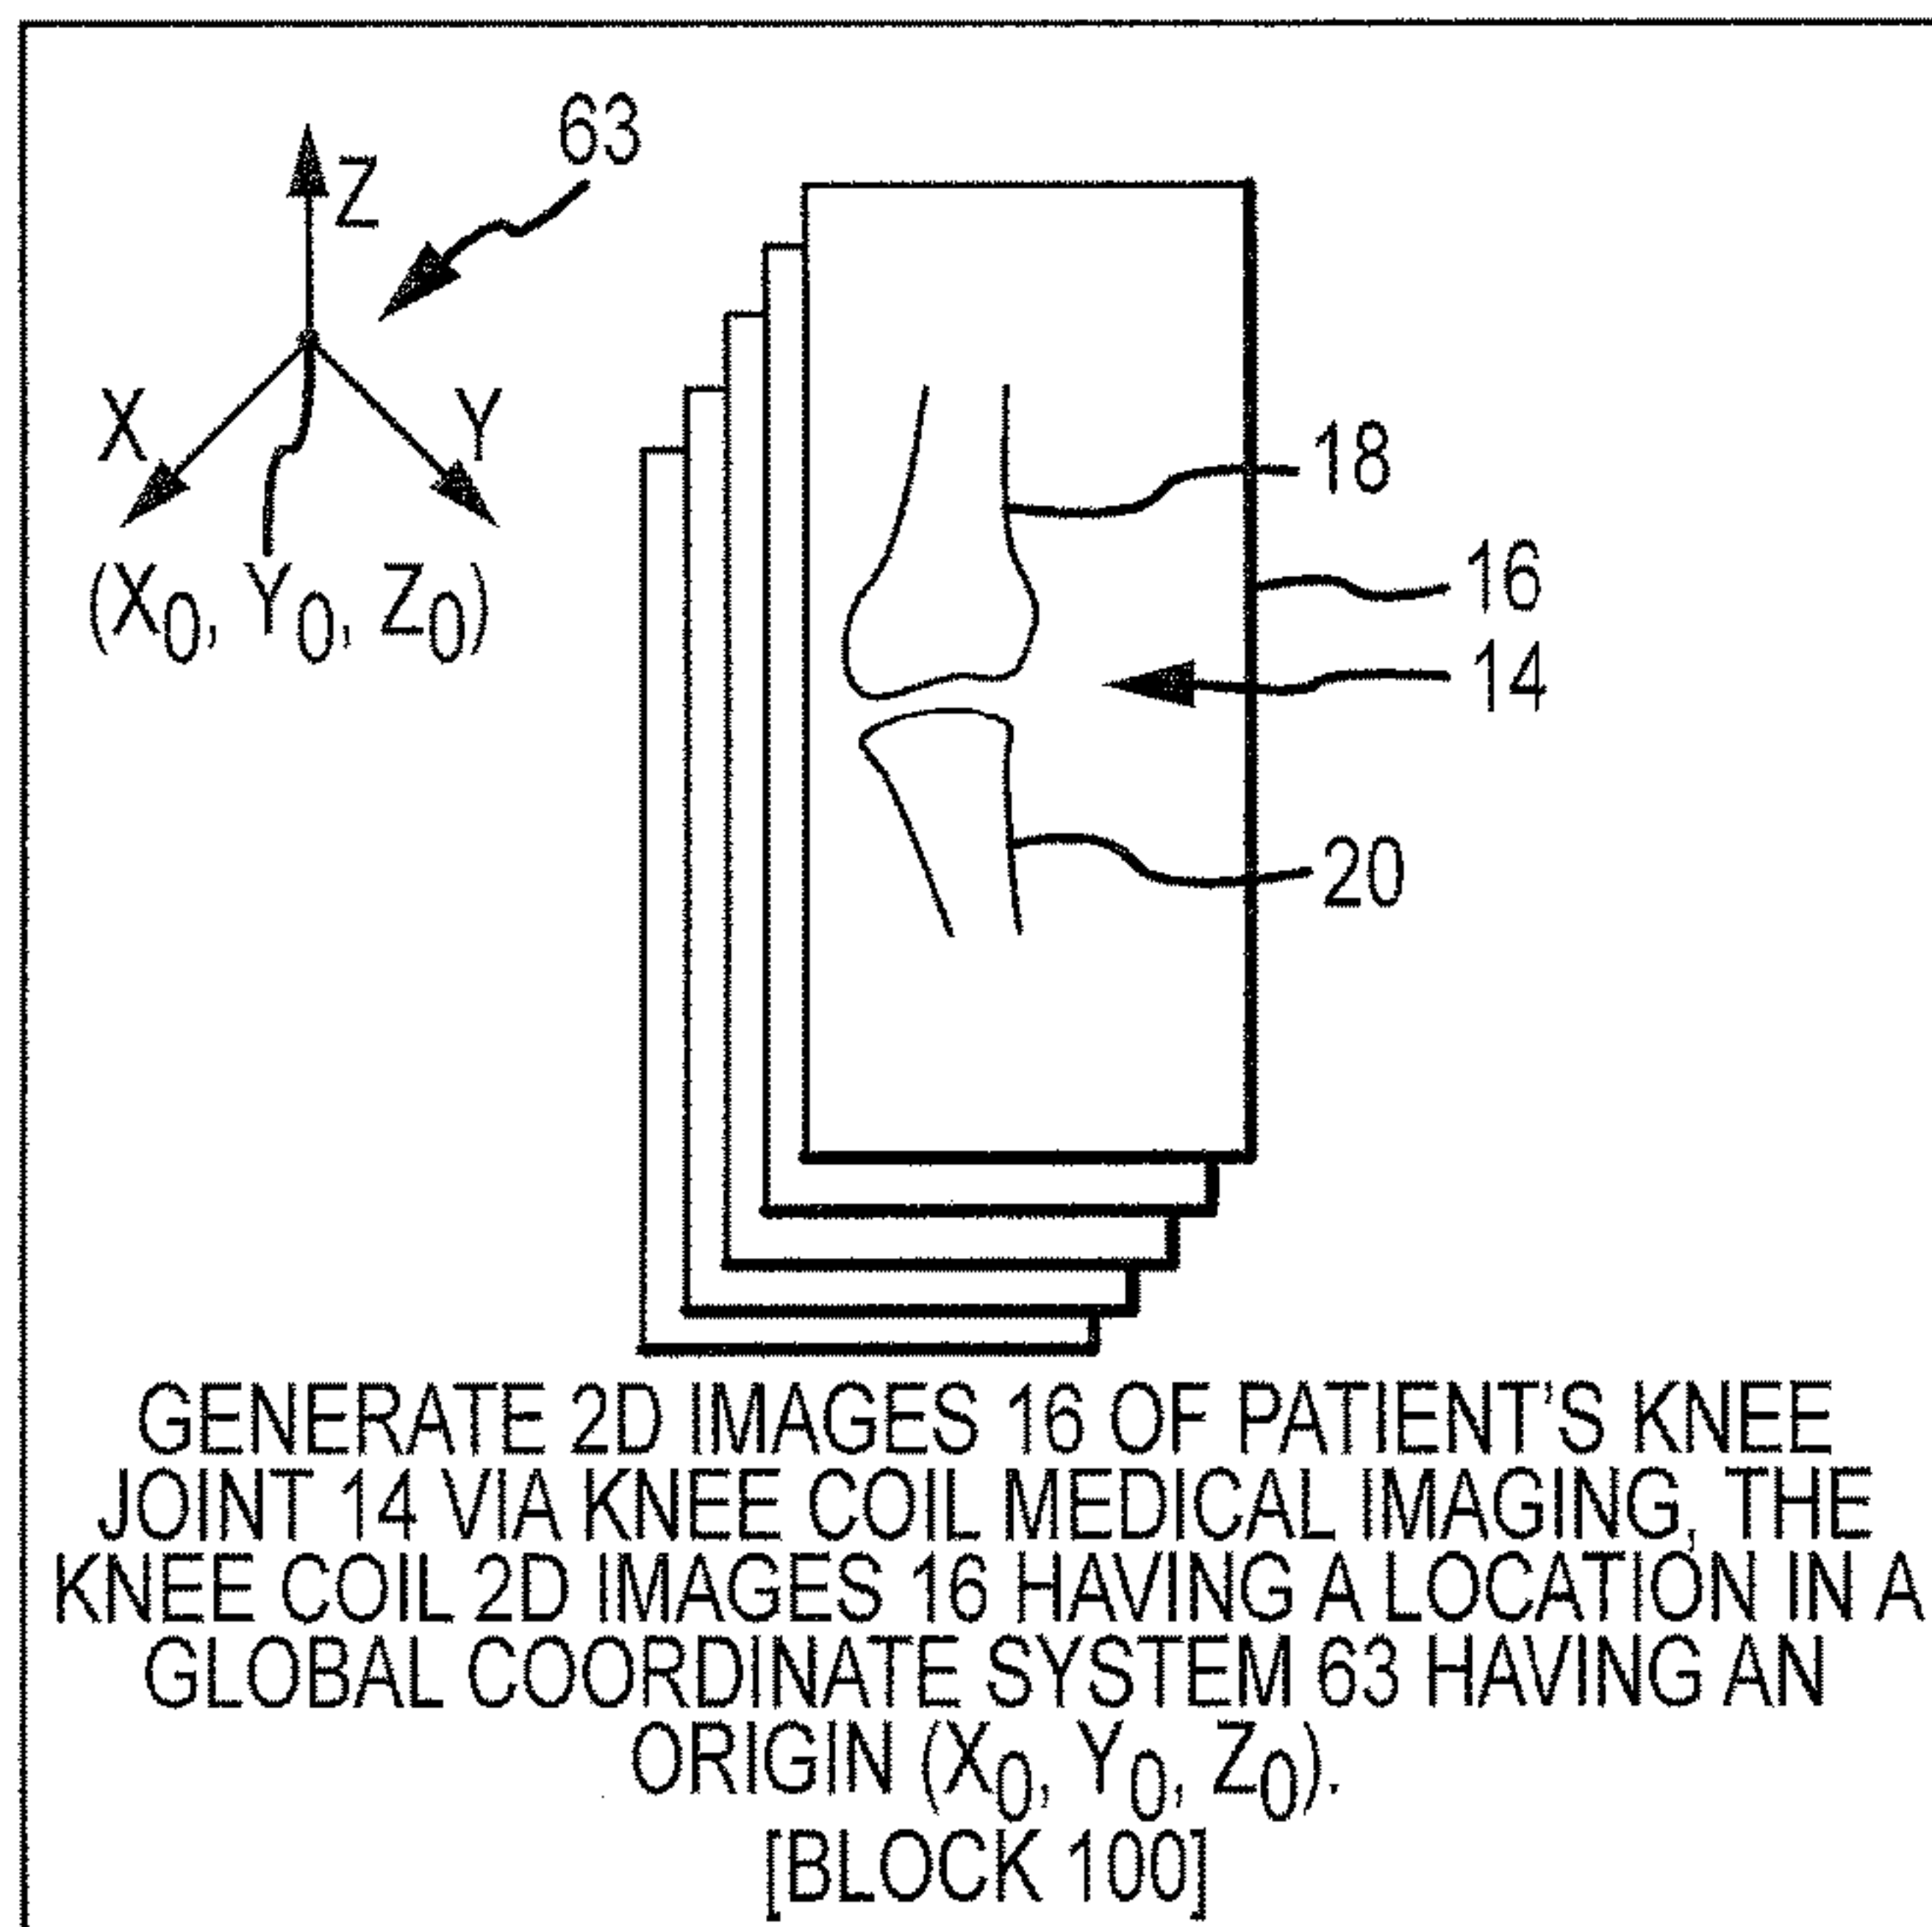 63
Z
X
Y
(X₀, Y₀, Z₀)
18
16
14
20
GENERATE 2D IMAGES 16 OF PATIENT'S KNEE
JOINT 14 VIA KNEE COIL MEDICAL IMAGING, THE
KNEE COIL 2D IMAGES 16 HAVING A LOCATION IN A
GLOBAL COORDINATE SYSTEM 63 HAVING AN
ORIGIN (X₀, Y₀, Z₀).
[BLOCK 100]